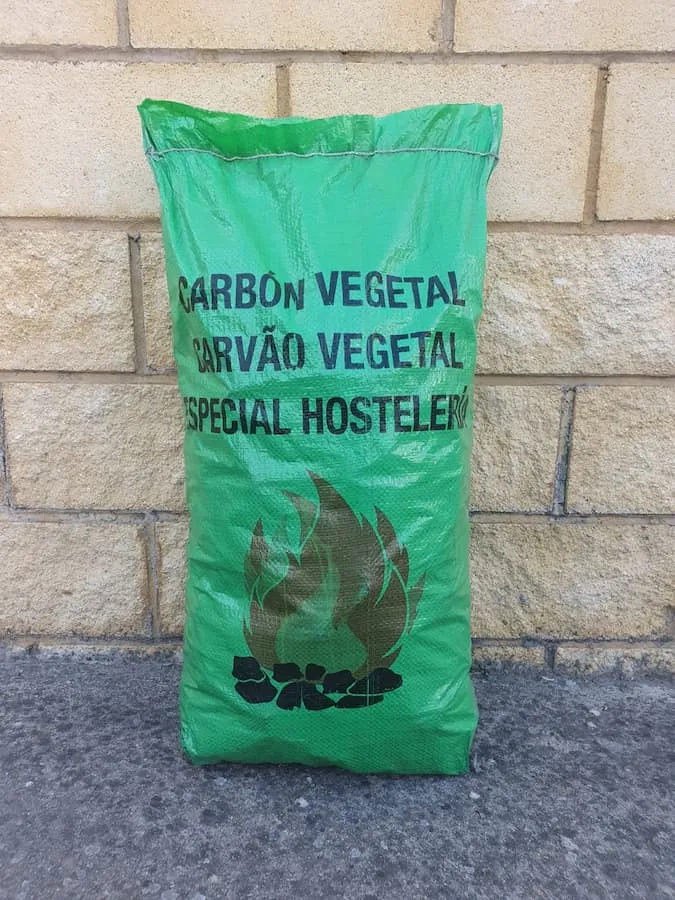 CARBÓN VEGETAL
CARVÃO VEGETAL
ESPECIAL HOSTELERÍA